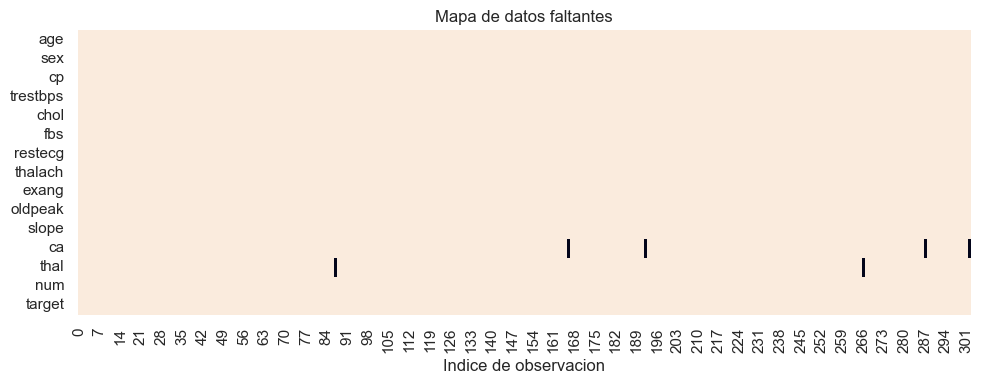 Mapa de datos faltantes
age
sex
cp
trestbps
chol
fbs
restecg
thalach
exang
oldpeak
slope
ca
thal
num
target
0 7 14 21 28 35 42 49 56 63 70 77 84 91 98 105 112 119 126 133 140 147 154 161 168 175 182 189 196 203 210 217 224 231 238 245 252 259 266 273 280 287 294 301
Indice de observacion